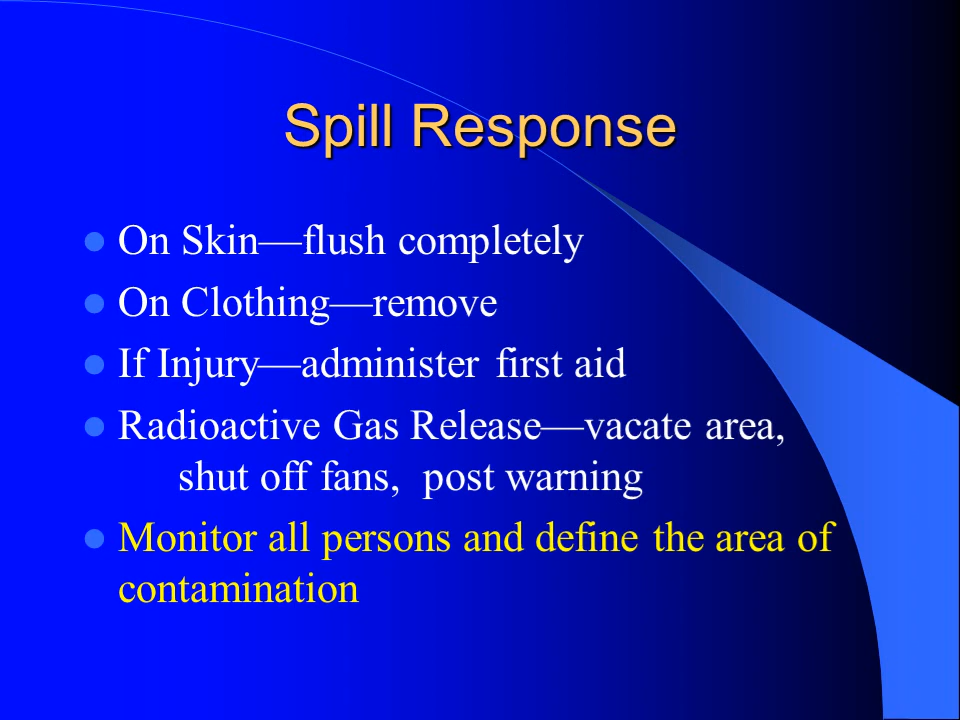 Spill Response
On Skin—flush completely
On Clothing—remove
If Injury—administer first aid
Radioactive Gas Release—vacate area,
shut off fans, post warning
Monitor all persons and define the area of
contamination